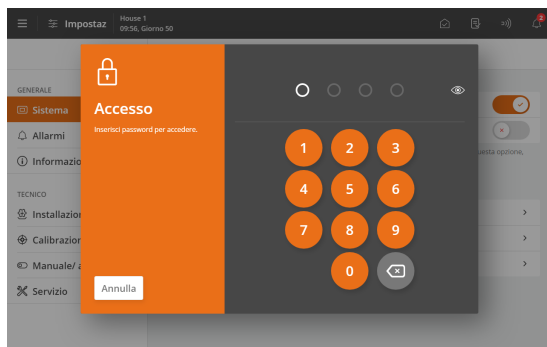 Impostaz
House 1
09:56, Giorno 50
2
GENERALE
Sistema
Allarmi
Informazio
TECNICO
Installazion
Calibrazion
Manuale/ a
Servizio
Accesso
Inserisci password per accedere.
Annulla
1 2 3
4 5 6
7 8 9
0
uesta opzione,